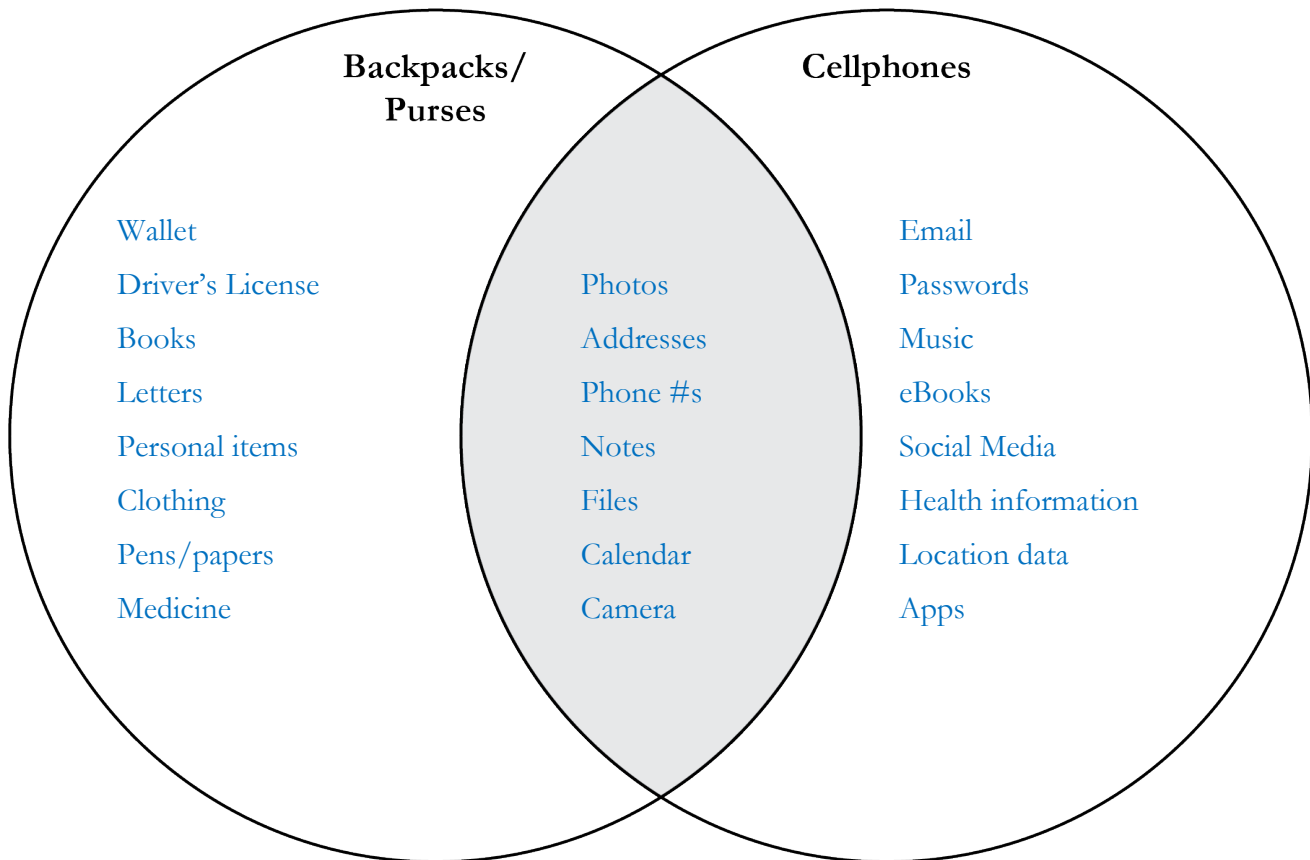 Backpacks/
Purses
Wallet
Driver’s License
Books
Letters
Personal items
Clothing
Pens/papers
Medicine
Photos
Addresses
Phone #s
Notes
Files
Calendar
Camera
Cellphones
Email
Passwords
Music
eBooks
Social Media
Health information
Location data
Apps